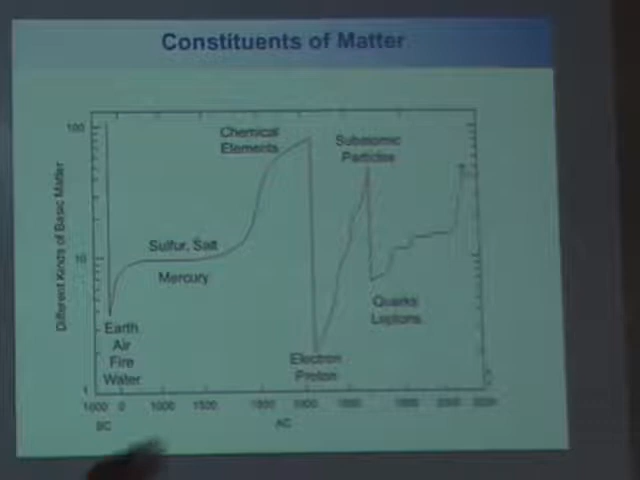 Constituents of Matter
100
Chemical
Elements
Subatomic
Particles
Different Kinds of Basic Matter
Sulfur, Salt
10
Mercury
Quarks
Leptons
Earth
Air
Fire
Water
Electron
Proton
1
1000 0 1000 1500
BC
AC